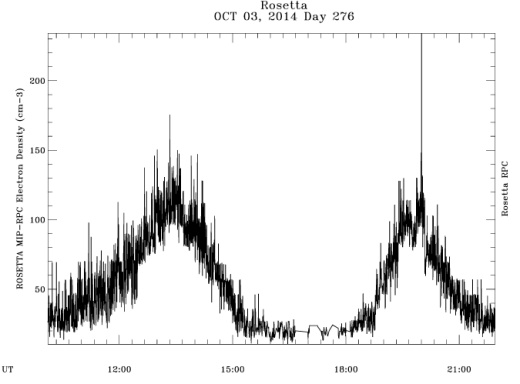 Rosetta
OCT 03, 2014 Day 276
ROSETTA MIP-RPC Electron Density (cm-3)
200
150
100
50
Rosetta RPC
UT 12:00 15:00 18:00 21:00